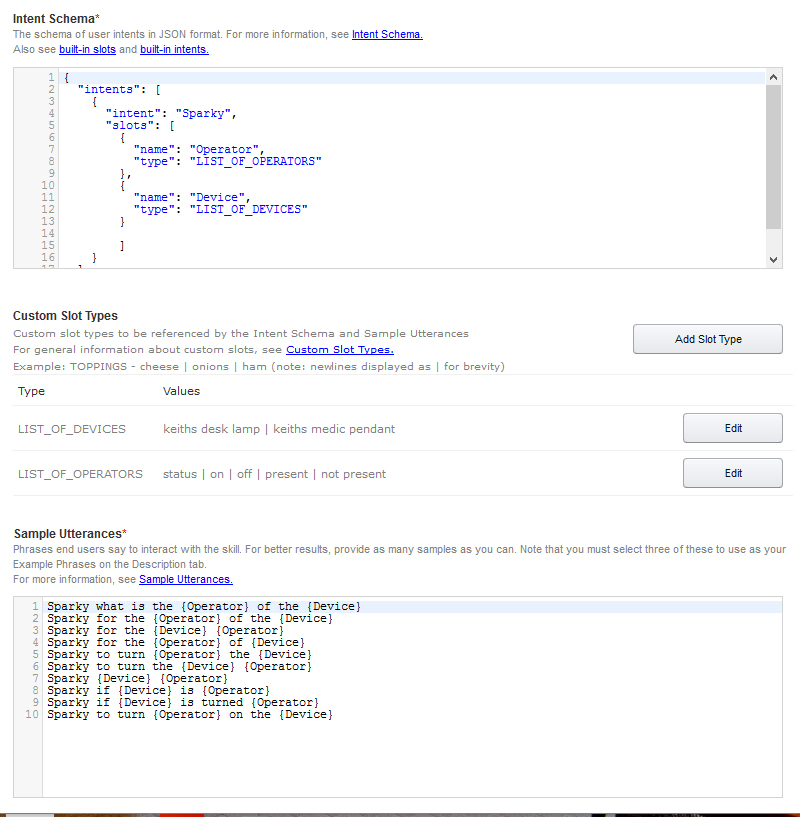 Intent Schema*
The schema of user intents in JSON format. For more information, see Intent Schema.
Also see built-in slots and built-in intents.
1 {
2 "intents": [
3 {
4 "intent": "Sparky",
5 "slots": [
6 {
7 "name": "Operator",
8 "type": "LIST_OF_OPERATORS"
9 },
10 {
11 "name": "Device",
12 "type": "LIST_OF_DEVICES"
13 }
14
15 ]
16 }
17 ]
Custom Slot Types
Custom slot types to be referenced by the Intent Schema and Sample Utterances
For general information about custom slots, see Custom Slot Types.
Add Slot Type
Example: TOPPINGS - cheese | onions | ham (note: newlines displayed as | for brevity)
Type Values
LIST_OF_DEVICES keiths desk lamp | keiths medic pendant Edit
LIST_OF_OPERATORS status | on | off | present | not present Edit
Sample Utterances*
Phrases end users say to interact with the skill. For better results, provide as many samples as you can. Note that you must select three of these to use as your
Example Phrases on the Description tab.
For more information, see Sample Utterances.
1 Sparky what is the {Operator} of the {Device}
2 Sparky for the {Operator} of the {Device}
3 Sparky for the {Device} {Operator}
4 Sparky for the {Operator} of {Device}
5 Sparky to turn {Operator} the {Device}
6 Sparky to turn the {Device} {Operator}
7 Sparky {Device} {Operator}
8 Sparky if {Device} is {Operator}
9 Sparky if {Device} is turned {Operator}
10 Sparky to turn {Operator} on the {Device}